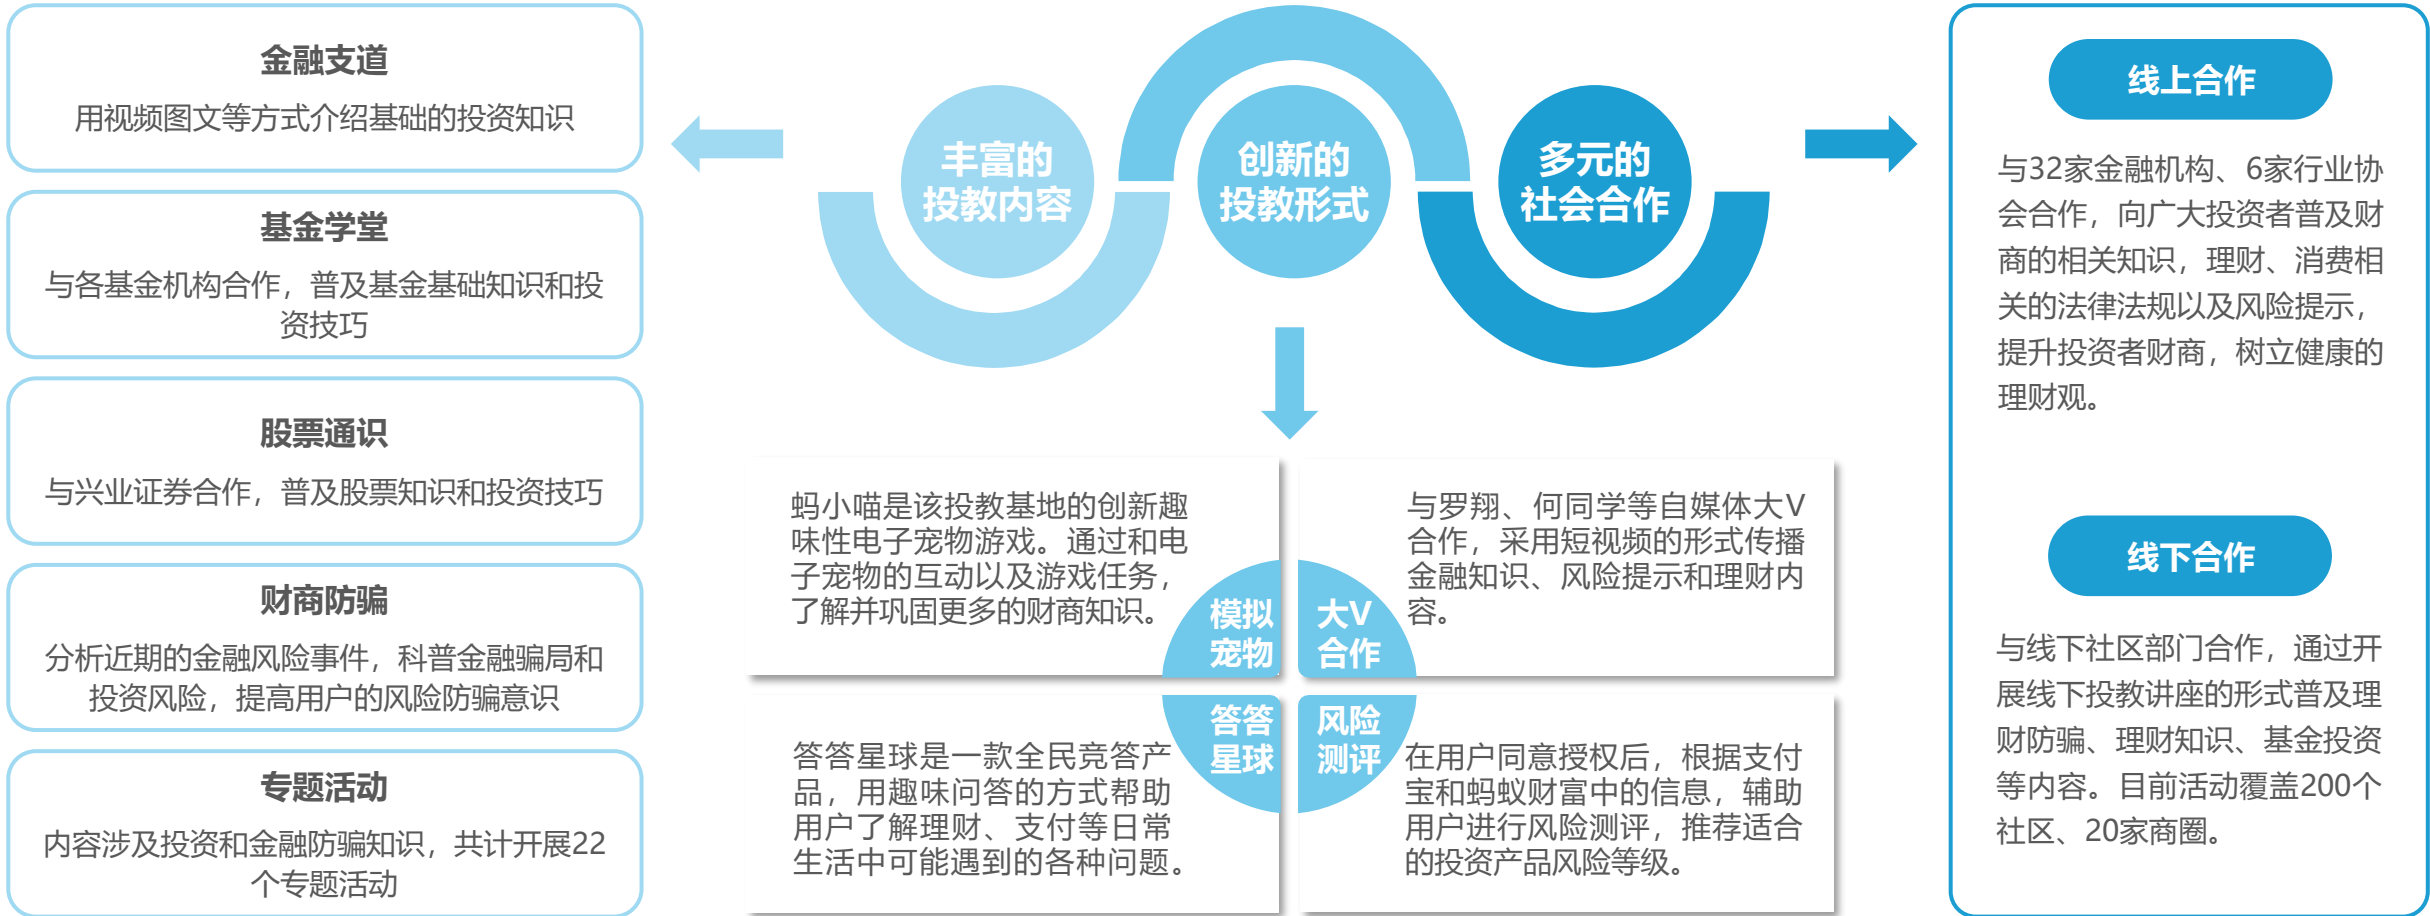 金融支道
用视频图文等方式介绍基础的投资知识
基金学堂
与各基金机构合作，普及基金基础知识和投
资技巧
股票通识
与兴业证券合作，普及股票知识和投资技巧
财商防骗
分析近期的金融风险事件，科普金融骗局和
投资风险，提高用户的风险防骗意识
专题活动
内容涉及投资和金融防骗知识，共计开展22
个专题活动
丰富的
投教内容
创新的
投教形式
多元的
社会合作
蚂小喵是该投教基地的创新趣
味性电子宠物游戏。通过和电
子宠物的互动以及游戏任务，
了解并巩固更多的财商知识。
模拟
宠物
与罗翔、何同学等自媒体大V
合作，采用短视频的形式传播
金融知识、风险提示和理财内
容。
大V
合作
答答
星球
答答星球是一款全民竞答产
品，用趣味问答的方式帮助
用户了解理财、支付等日常
生活中可能遇到的各种问题。
风险
测评
在用户同意授权后，根据支付
宝和蚂蚁财富中的信息，辅助
用户进行风险测评，推荐适合
的投资产品风险等级。
线上合作
与32家金融机构、6家行业协
会合作，向广大投资者普及财
商的相关知识，理财、消费相
关的法律法规以及风险提示，
提升投资者财商，树立健康的
理财观。
线下合作
与线下社区部门合作，通过开
展线下投教讲座的形式普及理
财防骗、理财知识、基金投资
等内容。目前活动覆盖200个
社区、20家商圈。